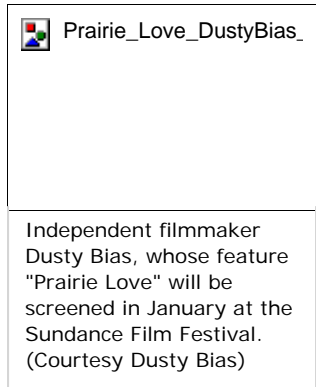 Prairie_Love_DustyBias_
Independent filmmaker
Dusty Bias, whose feature
"Prairie Love" will be
screened in January at the
Sundance Film Festival.
(Courtesy Dusty Bias)